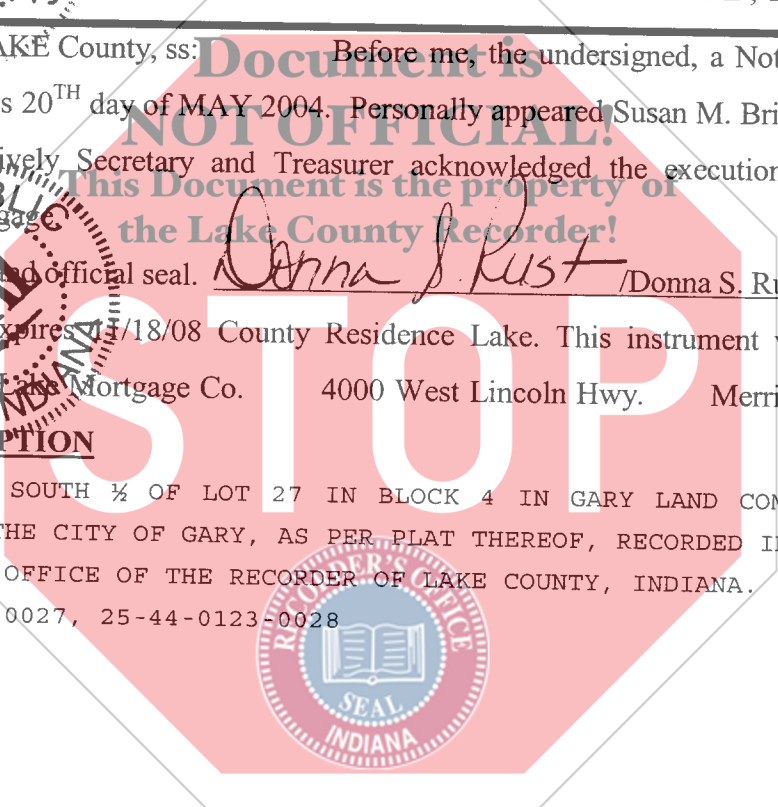 AKE County, ss: Before me, the undersigned, a Not
s 20TH day of MAY 2004. Personally appeared Susan M. Bri
ively Secretary and Treasurer acknowledged the execution
gage
and official seal. Donna S. Rust /Donna S. Ru
xpires 11/18/08 County Residence Lake. This instrument
Lake Mortgage Co. 4000 West Lincoln Hwy. Merri
PTION
SOUTH ½ OF LOT 27 IN BLOCK 4 IN GARY LAND COM
THE CITY OF GARY, AS PER PLAT THEREOF, RECORDED I
OFFICE OF THE RECORDER OF LAKE COUNTY, INDIANA.
0027, 25-44-0123-0028
Document is
NOT OFFICIAL!
This Document is the property of
the Lake County Recorder!
STOP
RECORDER'S OFFICE
SEAL
INDIANA
INDIANA